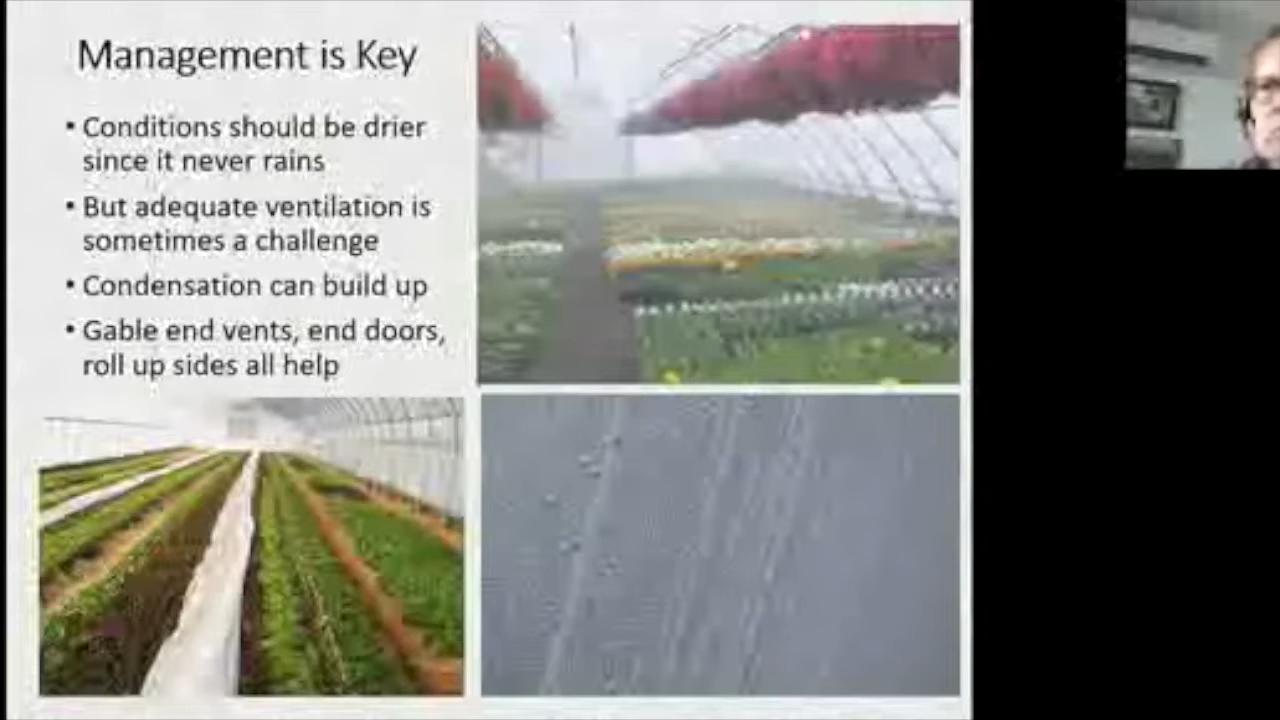 Management is Key
• Conditions should be drier
since it never rains
• But adequate ventilation is
sometimes a challenge
• Condensation can build up
• Gable end vents, end doors,
roll up sides all help